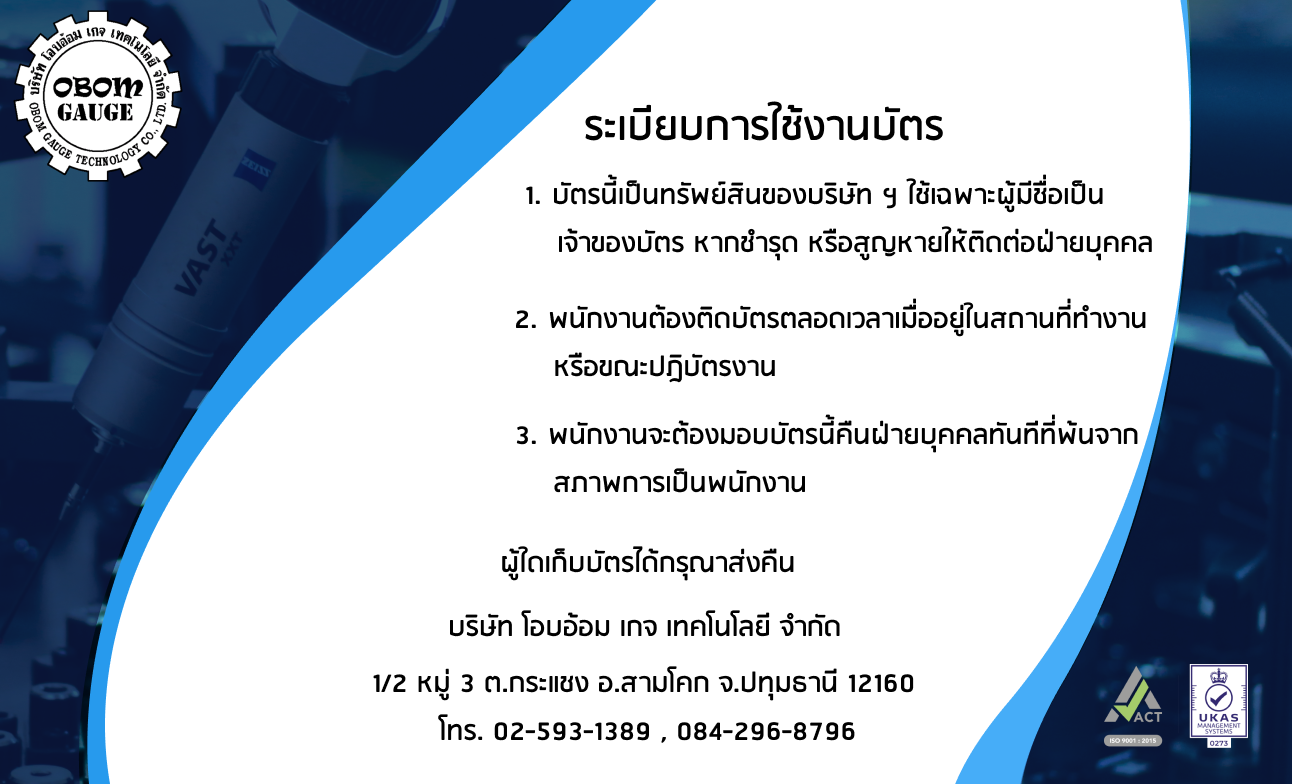 บริษัท โอบอ้อม เกจ เทคโนโลยี จำกัด
OBOM
GAUGE
OBOM GAUGE TECHNOLOGY CO., LTD.
ZEISS
VAST
XXT
ระเบียบการใช้งานบัตร
1. บัตรนี้เป็นทรัพย์สินของบริษัท ฯ ใช้เฉพาะผู้มีชื่อเป็น
เจ้าของบัตร หากชำรุด หรือสูญหายให้ติดต่อฝ่ายบุคคล
2. พนักงานต้องติดบัตรตลอดเวลาเมื่ออยู่ในสถานที่ทำงาน
หรือขณะปฎิบัตรงาน
3. พนักงานจะต้องมอบบัตรนี้คืนฝ่ายบุคคลทันทีที่พ้นจาก
สภาพการเป็นพนักงาน
ผู้ใดเก็บบัตรได้กรุณาส่งคืน
บริษัท โอบอ้อม เกจ เทคโนโลยี จำกัด
1/2 หมู่ 3 ต.กระแชง อ.สามโคก จ.ปทุมธานี 12160
โทร. 02-593-1389 , 084-296-8796
ACT
ISO 9001 : 2015
UKAS
MANAGEMENT
SYSTEMS
0273